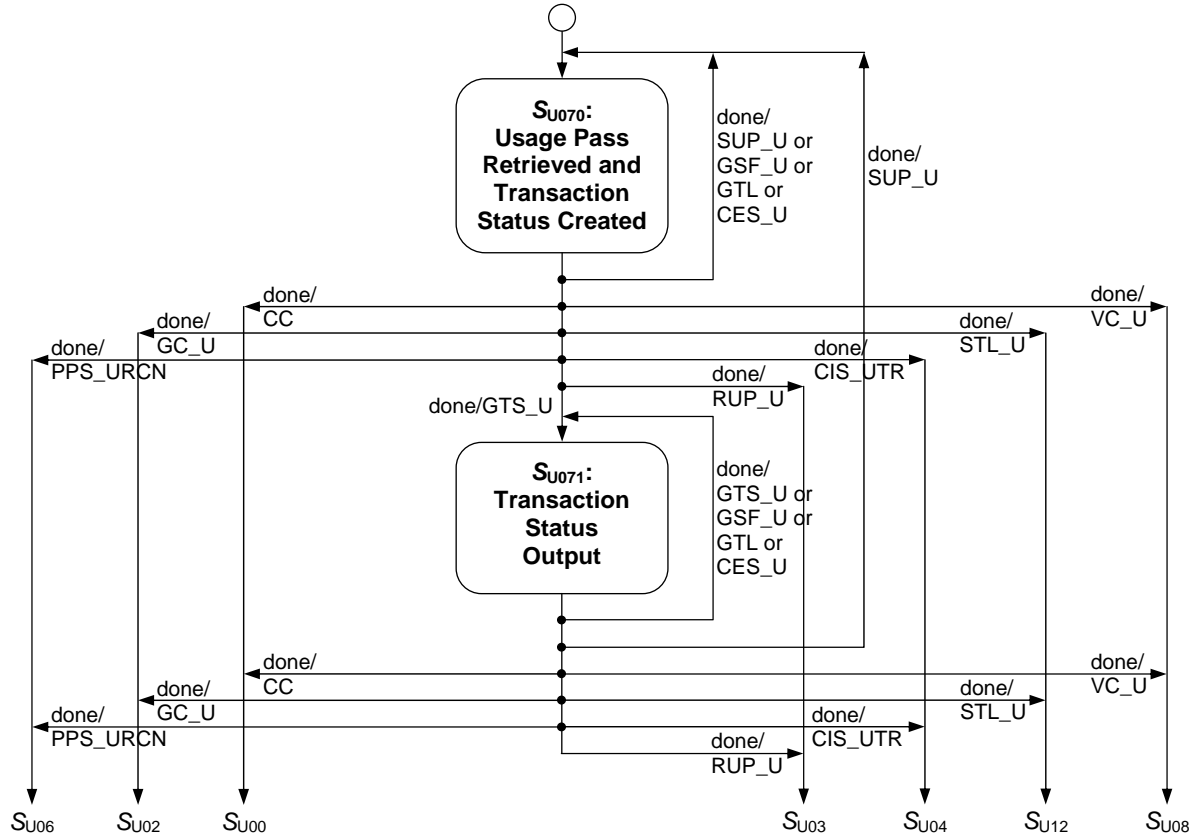 SU070:
Usage Pass
Retrieved and
Transaction
Status Created
done/
SUP_U or
GSF_U or
GTL or
CES_U
done/
SUP_U
done/
CC
done/
VC_U
done/
GC_U
done/
STL_U
done/
PPS_URCN
done/
CIS_UTR
done/
RUP_U
done/GTS_U
SU071:
Transaction
Status
Output
done/
GTS_U or
GSF_U or
GTL or
CES_U
done/
CC
done/
VC_U
done/
GC_U
done/
STL_U
done/
PPS_URCN
done/
CIS_UTR
done/
RUP_U
SU06 SU02 SU00 SU03 SU04 SU12 SU08